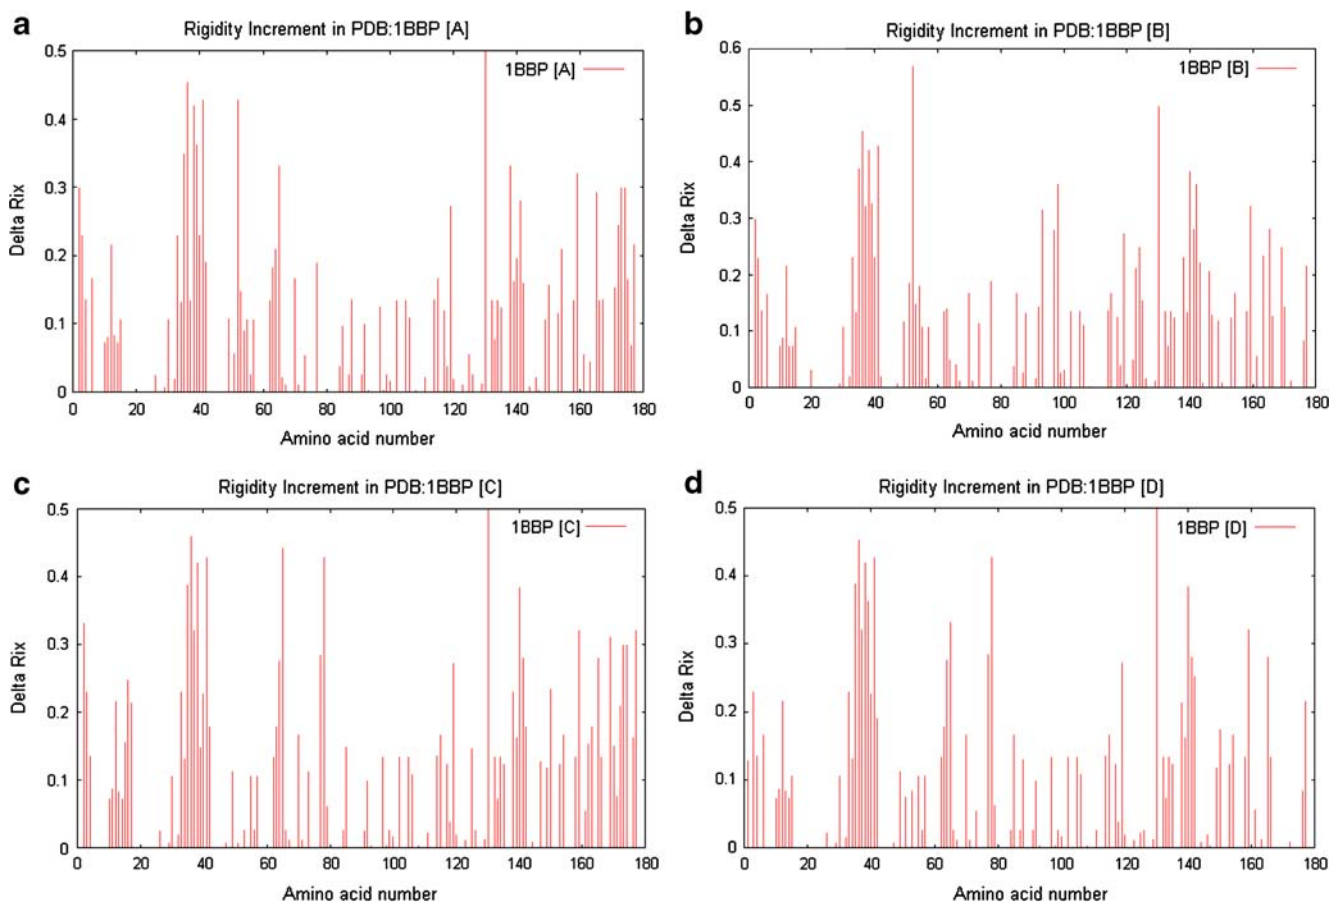 a
Rigidity Increment in PDB:1BBP [A]
1BBP [A]
Delta Rix
0.5
0.4
0.3
0.2
0.1
0
0 20 40 60 80 100 120 140 160 180
Amino acid number
b
Rigidity Increment in PDB:1BBP [B]
1BBP [B]
Delta Rix
0.6
0.5
0.4
0.3
0.2
0.1
0
0 20 40 60 80 100 120 140 160 180
Amino acid number
c
Rigidity Increment in PDB:1BBP [C]
1BBP [C]
Delta Rix
0.5
0.4
0.3
0.2
0.1
0
0 20 40 60 80 100 120 140 160 180
Amino acid number
d
Rigidity Increment in PDB:1BBP [D]
1BBP [D]
Delta Rix
0.5
0.4
0.3
0.2
0.1
0
0 20 40 60 80 100 120 140 160 180
Amino acid number